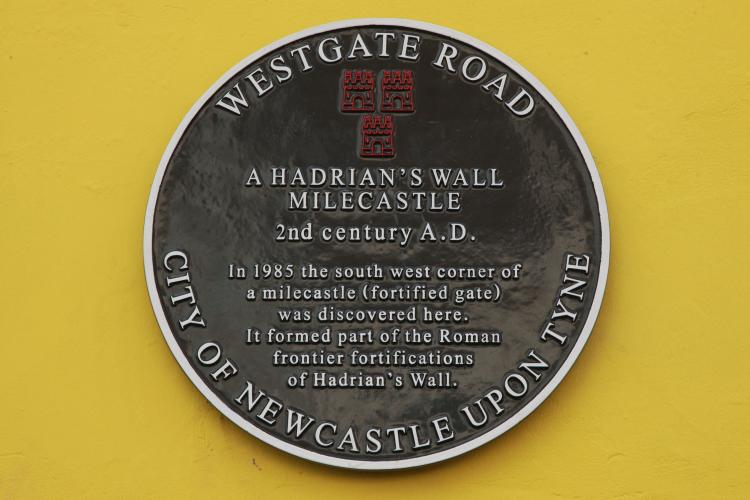 WESTGATE ROAD
A HADRIAN'S WALL
MILECASTLE
2nd century A.D.
In 1985 the south west corner of
a milecastle (fortified gate)
was discovered here.
It formed part of the Roman
frontier fortifications
of Hadrian's Wall.
CITY OF NEWCASTLE UPON TYNE